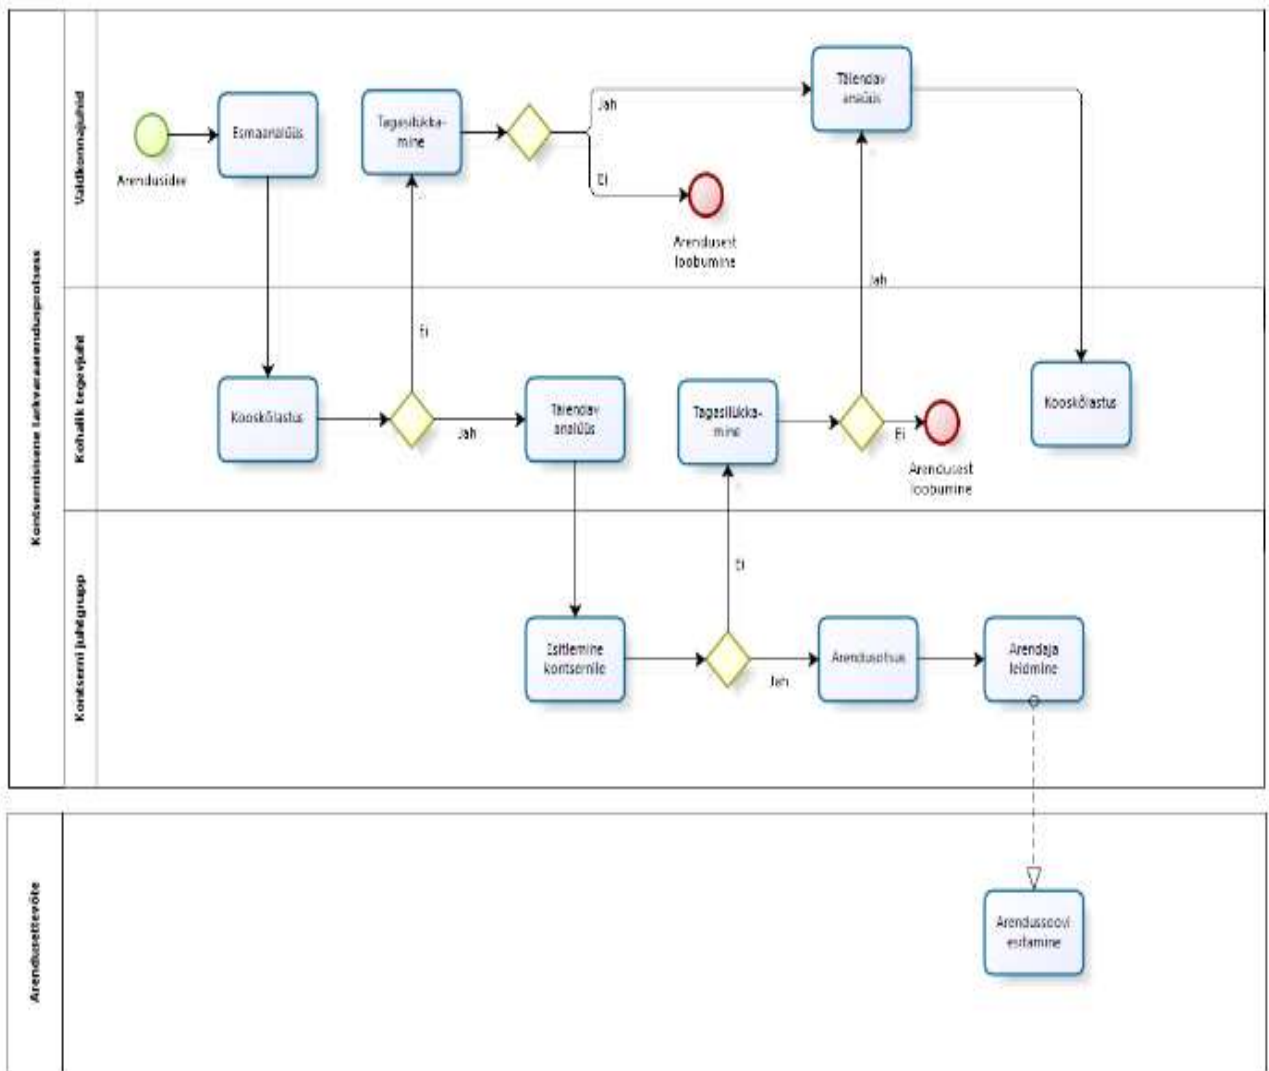 Kontsernisisene tarkvaraarendusprotsess
Valdkonnajuhid
Arendusidee
Esmaanalüüs
Tagasilükka-
mine
Jah
Ei
Arendusest
loobumine
Täiendav
analüüs
Jah
Kohalik tegevjuht
Kooskõlastus
Ei
Jah
Täiendav
analüüs
Tagasilükka-
mine
Ei
Arendusest
loobumine
Kooskõlastus
Kontserni juhtgrupp
Esitlemine
kontsernile
Ei
Jah
Arendusotsus
Arendaja
leidmine
Arendusettevõte
Arendussoovi
esitamine